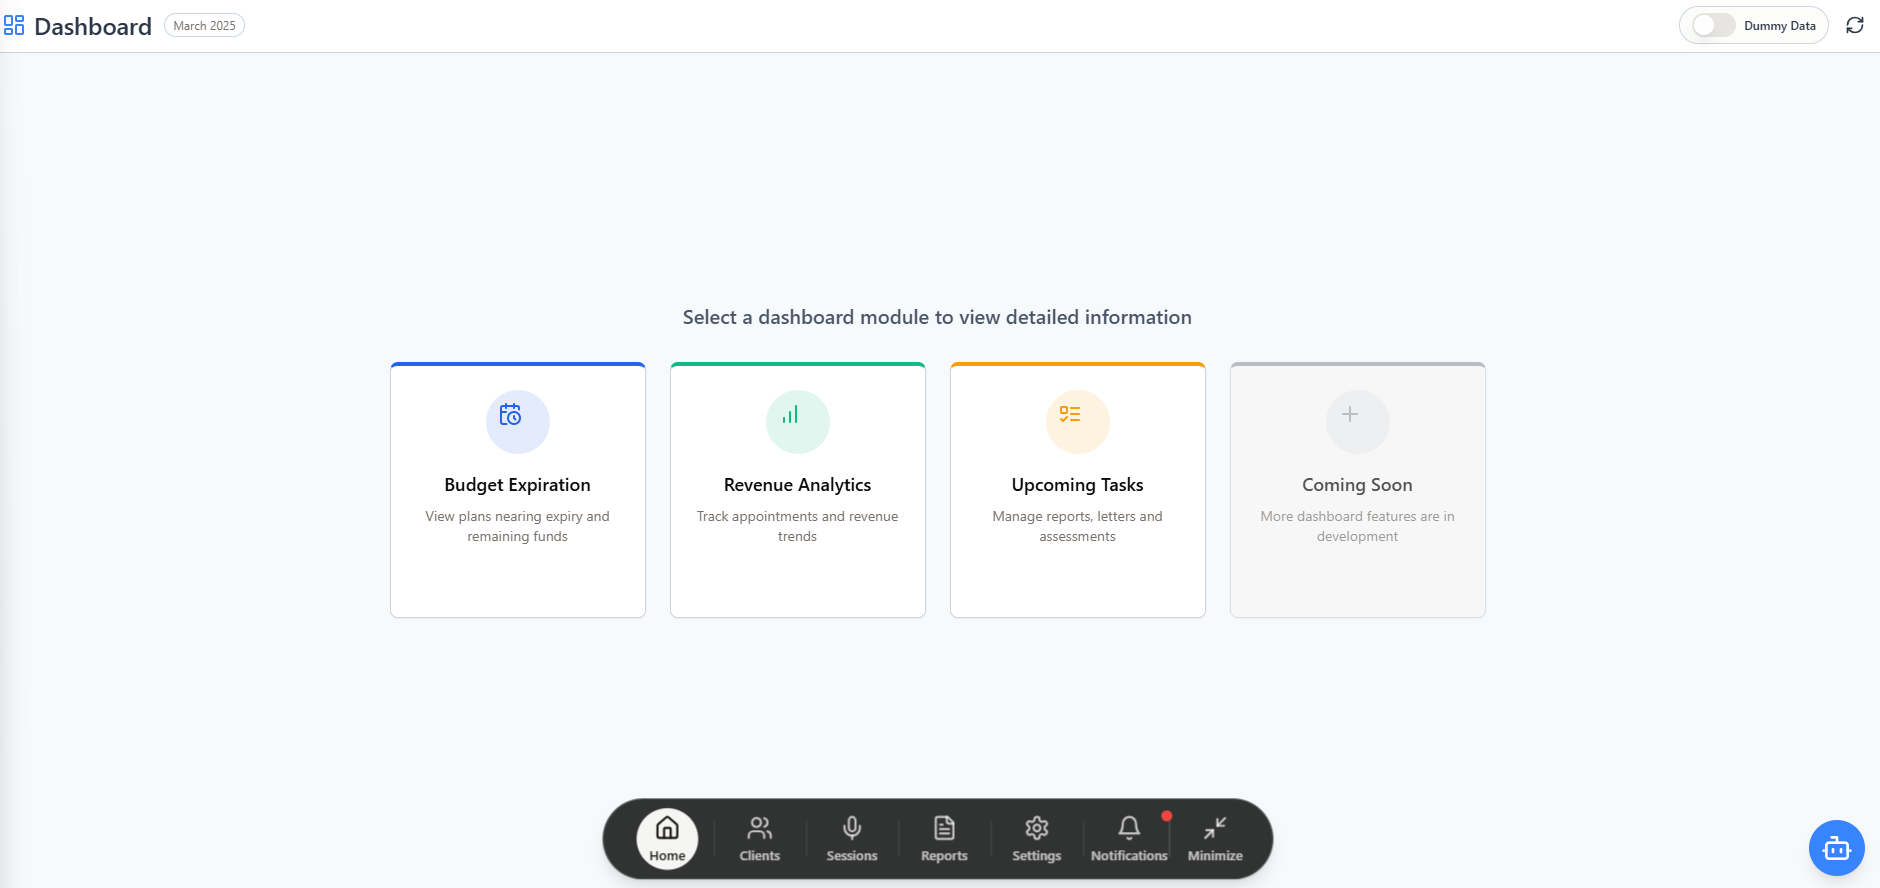 Dashboard
March 2025
Dummy Data
Select a dashboard module to view detailed information
Budget Expiration
View plans nearing expiry and
remaining funds
Revenue Analytics
Track appointments and revenue
trends
Upcoming Tasks
Manage reports, letters and
assessments
Coming Soon
More dashboard features are in
development
Home
Clients
Sessions
Reports
Settings
Notifications
Minimize